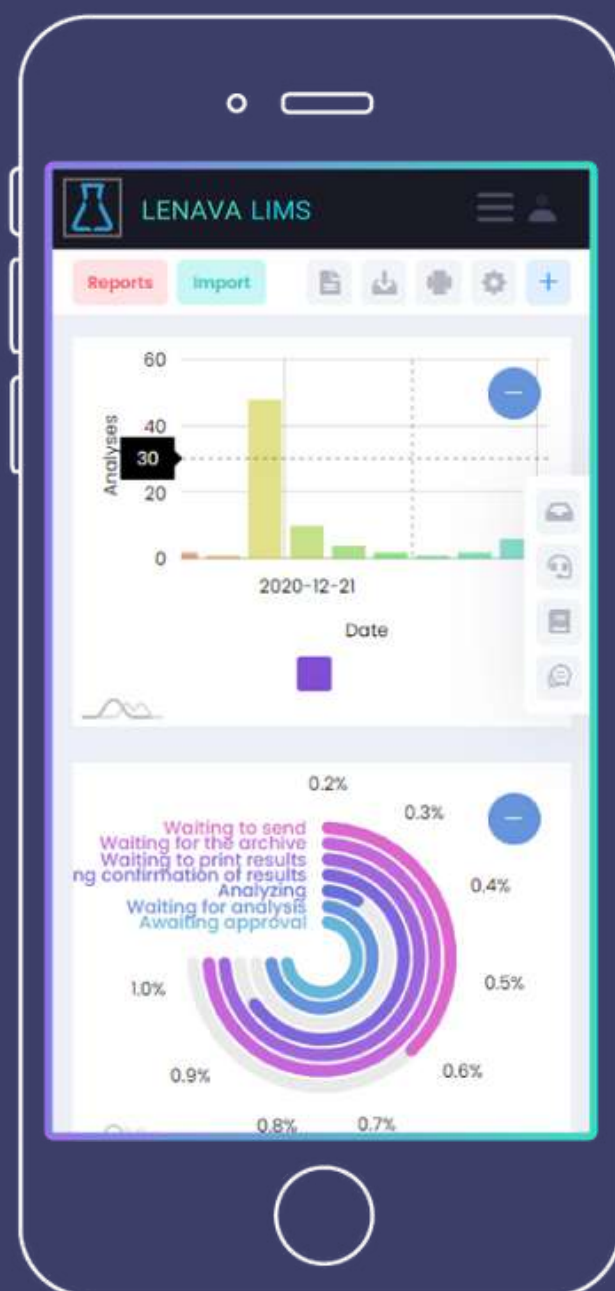 LENAVA LIMS
Reports Import
60
40
30
20
0
Analyses
2020-12-21
Date
0.2%
0.3%
0.4%
0.5%
0.6%
0.7%
0.8%
0.9%
1.0%
Waiting to send
Waiting for the archive
Waiting to print results
ng confirmation of results
Analyzing
Waiting for analysis
Awaiting approval